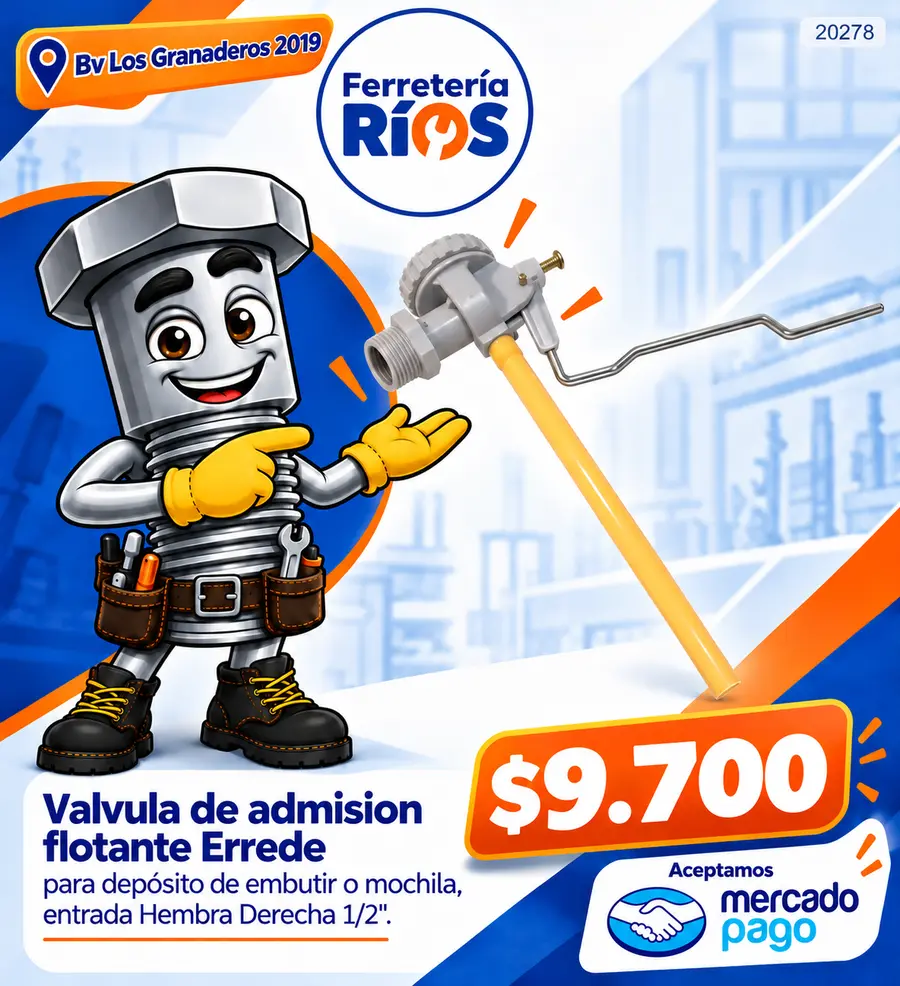 Bv Los Granaderos 2019
Ferretería
RÍOS
20278
$9.700
Valvula de admision
flotante Errede
para depósito de embutir o mochila,
entrada Hembra Derecha 1/2".
Aceptamos
mercado
pago